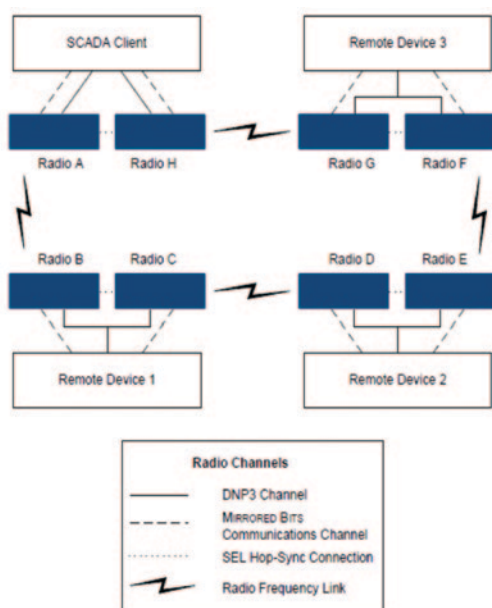 SCADA Client
Remote Device 3
Radio A
Radio H
Radio G
Radio F
Radio B
Radio C
Radio D
Radio E
Remote Device 1
Remote Device 2
Radio Channels
DNP3 Channel
MIRRORED BITS
Communications Channel
SEL Hop-Sync Connection
Radio Frequency Link